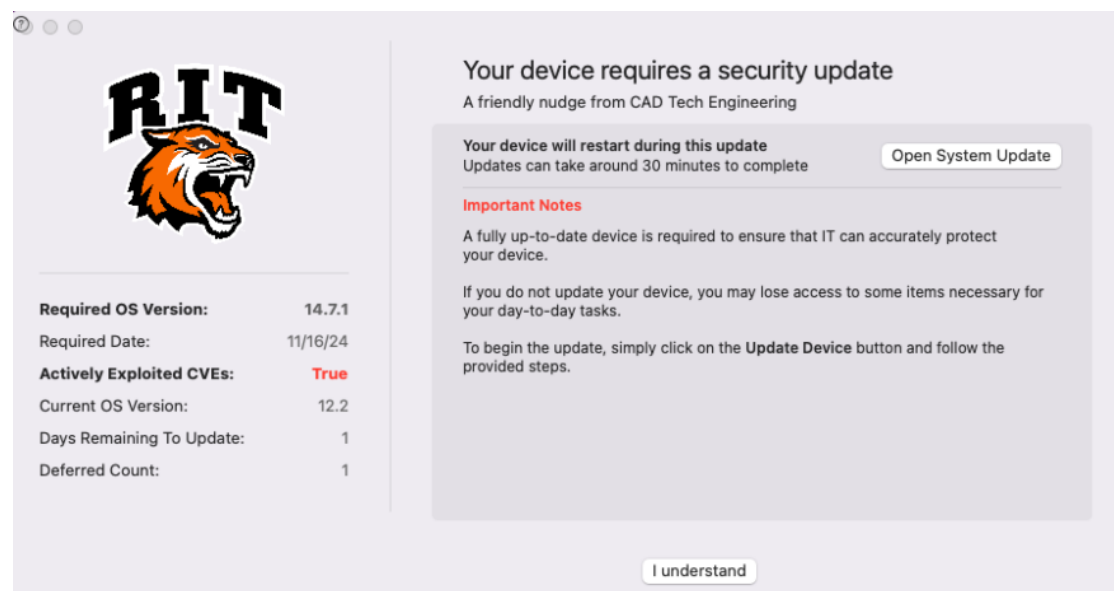 ?
RIT
Required OS Version: 14.7.1
Required Date: 11/16/24
Actively Exploited CVEs: True
Current OS Version: 12.2
Days Remaining To Update: 1
Deferred Count: 1
Your device requires a security update
A friendly nudge from CAD Tech Engineering
Your device will restart during this update
Updates can take around 30 minutes to complete
Open System Update
Important Notes
A fully up-to-date device is required to ensure that IT can accurately protect
your device.
If you do not update your device, you may lose access to some items necessary for
your day-to-day tasks.
To begin the update, simply click on the Update Device button and follow the
provided steps.
I understand